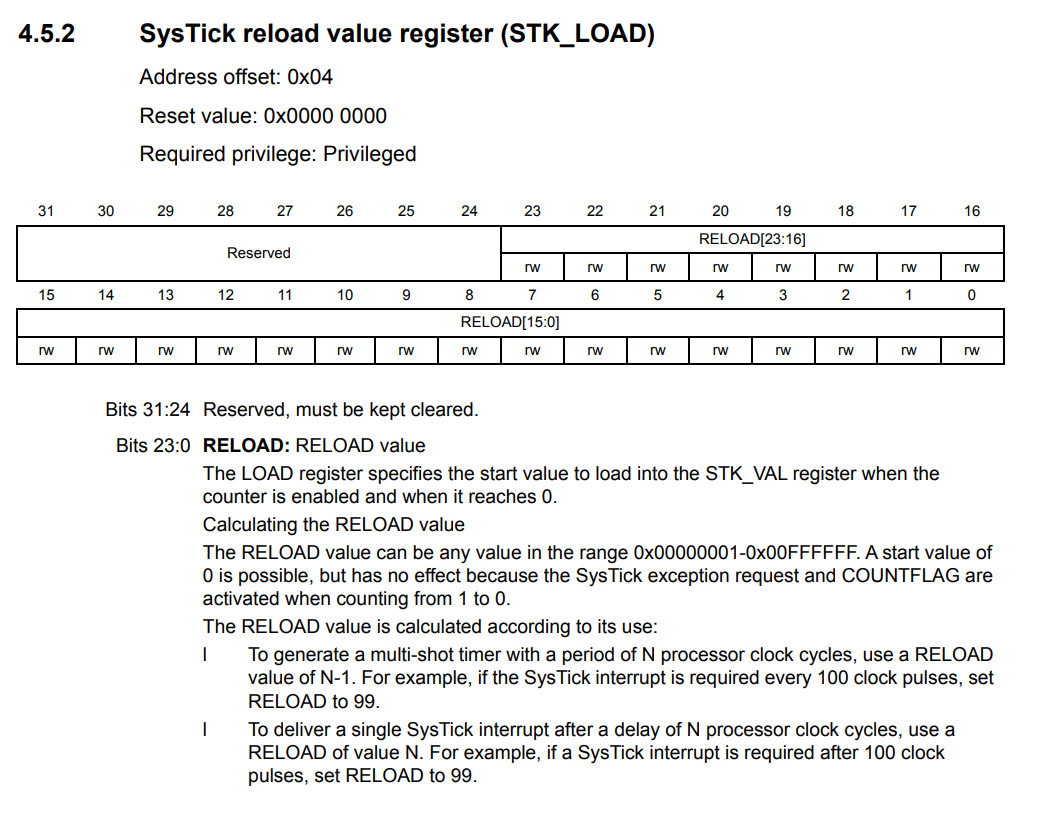 4.5.2 SysTick reload value register (STK_LOAD)
Address offset: 0x04
Reset value: 0x0000 0000
Required privilege: Privileged
31 30 29 28 27 26 25 24 23 22 21 20 19 18 17 16
Reserved RELOAD[23:16]
rw rw rw rw rw rw rw rw
15 14 13 12 11 10 9 8 7 6 5 4 3 2 1 0
RELOAD[15:0]
rw rw rw rw rw rw rw rw rw rw rw rw rw rw rw rw
Bits 31:24 Reserved, must be kept cleared.
Bits 23:0 RELOAD: RELOAD value
The LOAD register specifies the start value to load into the STK_VAL register when the
counter is enabled and when it reaches 0.
Calculating the RELOAD value
The RELOAD value can be any value in the range 0x00000001-0x00FFFFFF. A start value of
0 is possible, but has no effect because the SysTick exception request and COUNTFLAG are
activated when counting from 1 to 0.
The RELOAD value is calculated according to its use:
l To generate a multi-shot timer with a period of N processor clock cycles, use a RELOAD
value of N-1. For example, if the SysTick interrupt is required every 100 clock pulses, set
RELOAD to 99.
l To deliver a single SysTick interrupt after a delay of N processor clock cycles, use a
RELOAD of value N. For example, if a SysTick interrupt is required after 100 clock
pulses, set RELOAD to 99.